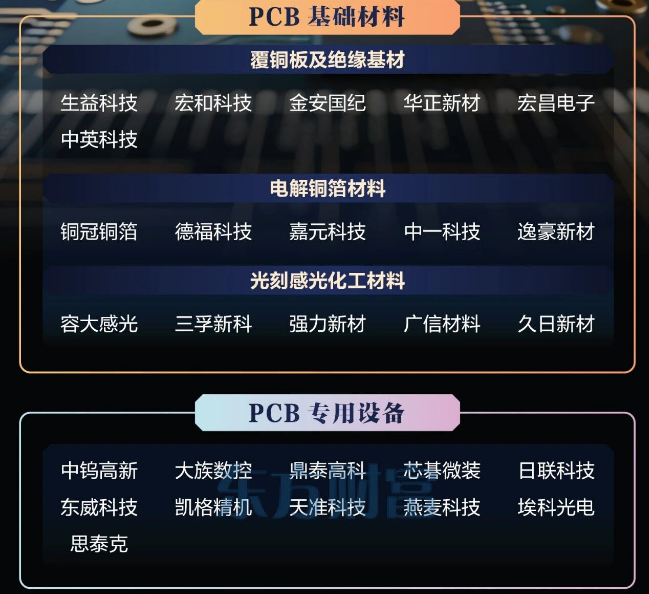 PCB 基础材料
覆铜板及绝缘基材
生益科技 宏和科技 金安国纪 华正新材 宏昌电子
中英科技
电解铜箔材料
铜冠铜箔 德福科技 嘉元科技 中一科技 逸豪新材
光刻感光化工材料
容大感光 三孚新科 强力新材 广信材料 久日新材
PCB 专用设备
中钨高新 大族数控 鼎泰高科 芯碁微装 日联科技
东威科技 凯格精机 天准科技 燕麦科技 埃科光电
东方财富
思泰克